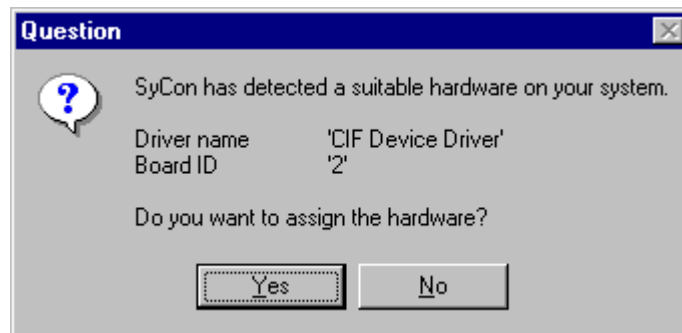 Question
SyCon has detected a suitable hardware on your system.
Driver name 'CIF Device Driver'
Board ID '2'
Do you want to assign the hardware?
Yes No